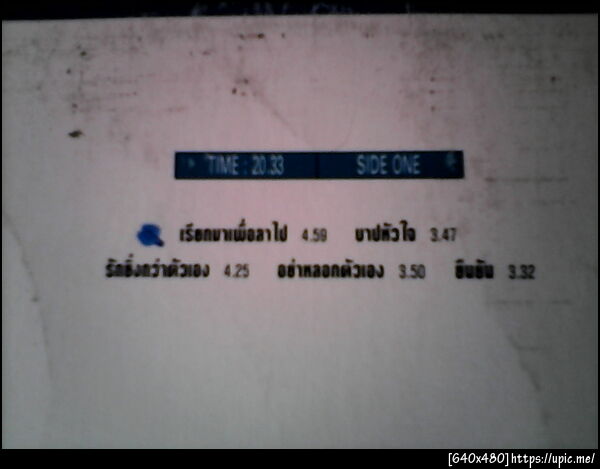 TIME : 20.33 SIDE ONE
เรียกมาเพื่อลาไป 4.59 บาปหัวใจ 3.47
รักยิ่งกว่าตัวเอง 4.25 อย่าหลอกตัวเอง 3.50 ยืนยัน 3.32
[640x480]https://upic.me/